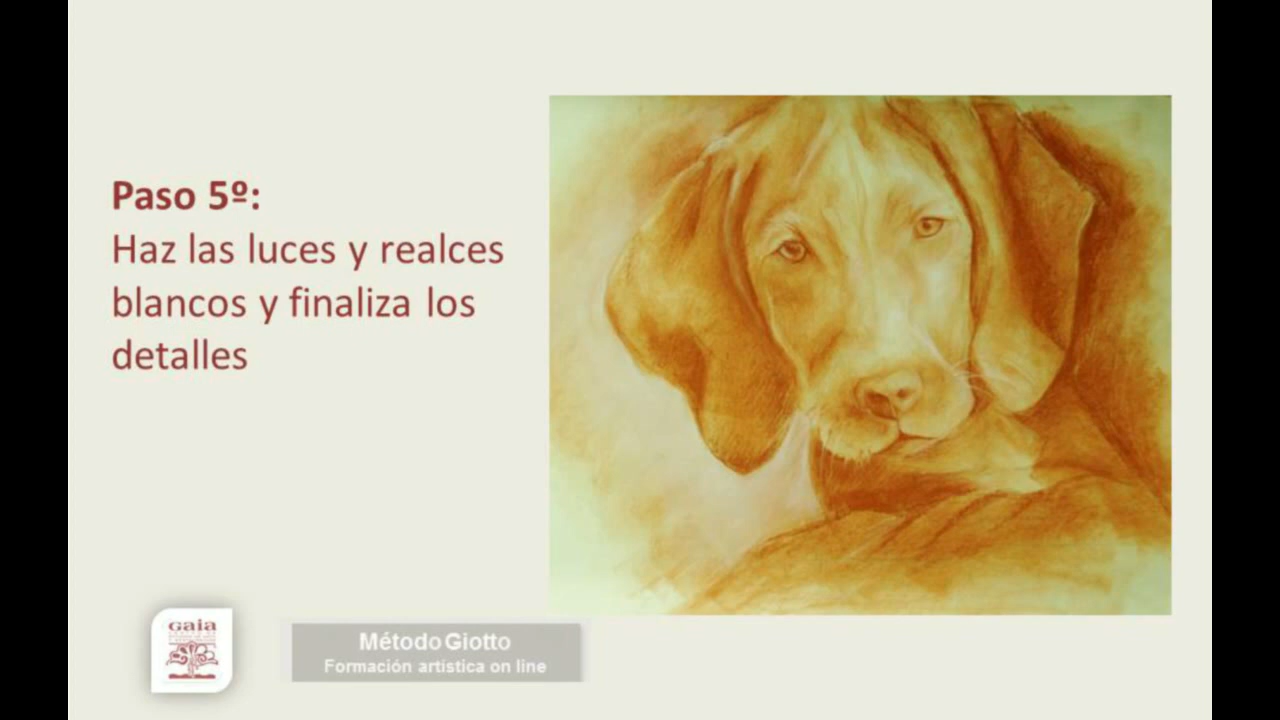 Paso 5º:
Haz las luces y realces
blancos y finaliza los
detalles
gaia
Método Giotto
Formación artística on line